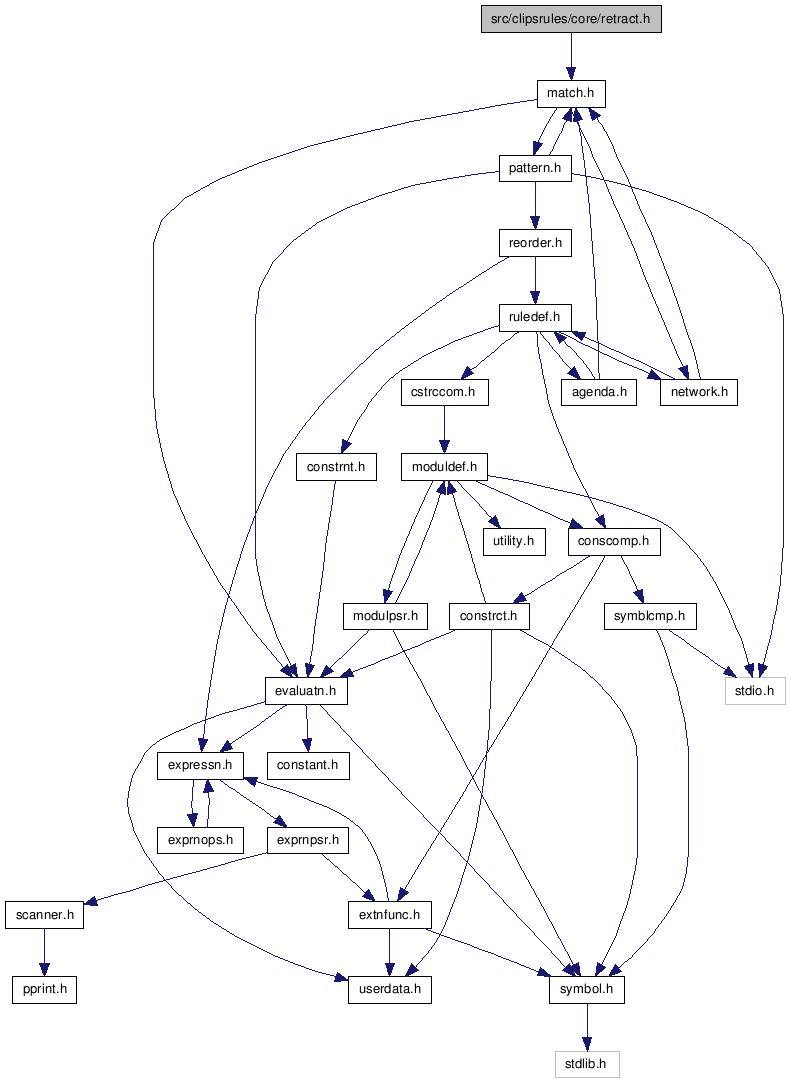 src/clipsrules/core/retract.h
match.h
pattern.h
reorder.h
ruledef.h
cstrccom.h
agenda.h
network.h
constrnt.h
moduldef.h
utility.h
conscomp.h
modulpsr.h
constrct.h
symblcmp.h
evaluatn.h
stdio.h
expressn.h
constant.h
exprnops.h
exprnpsr.h
scanner.h
extnfunc.h
pprint.h
userdata.h
symbol.h
stdlib.h